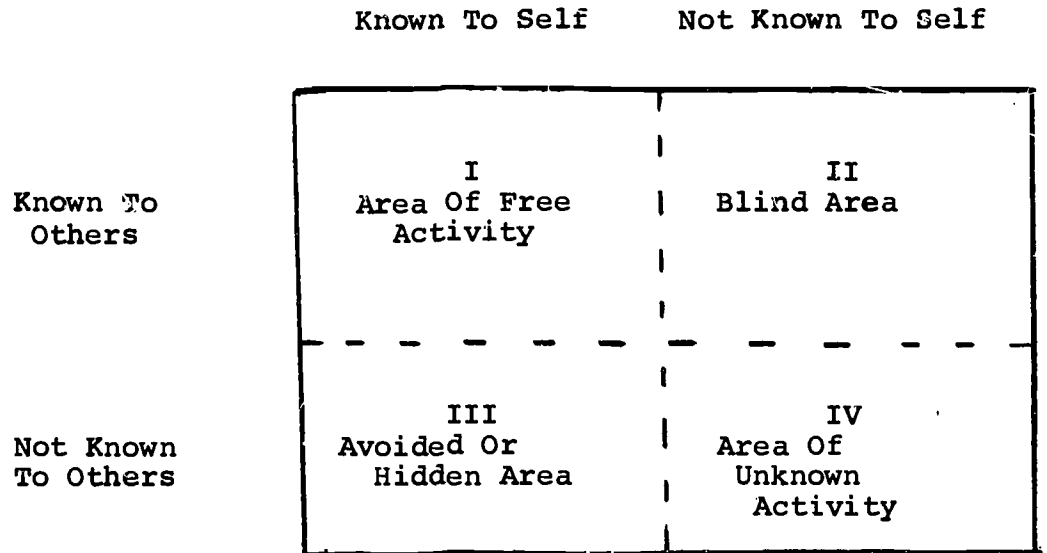 Known To Self Not Known To Self
Known To
Others
I
Area Of Free
Activity
II
Blind Area
Not Known
To Others
III
Avoided Or
Hidden Area
IV
Area Of
Unknown
Activity